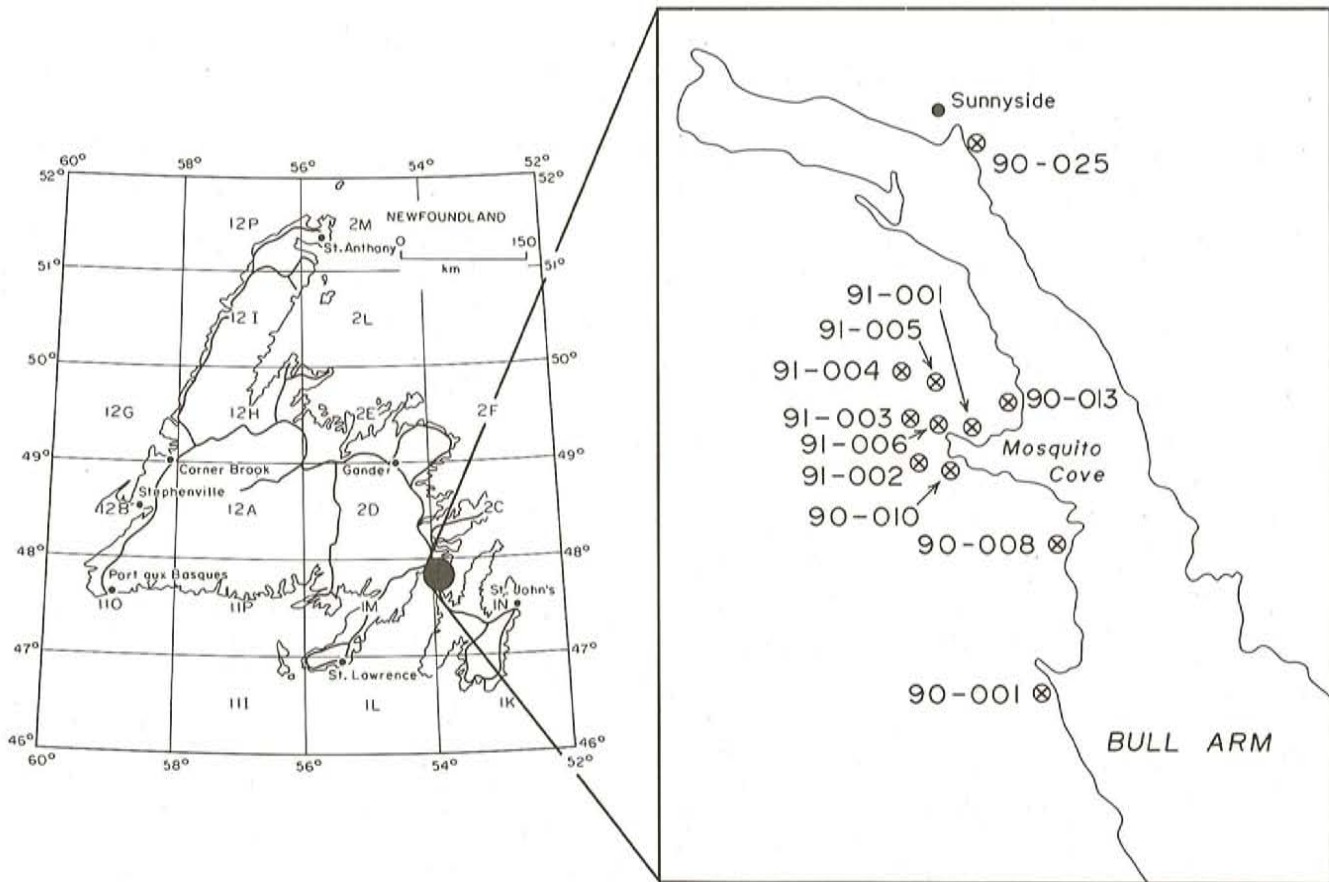 60°
58°
56°
54°
52°
52°
52°
12P
2M
NEWFOUNDLAND
St. Anthony
0
150
km
51°
51°
12I
2L
50°
50°
12G
12H
2E
2F
49°
49°
Corner Brook
Gander
Stephenville
12B
12A
2D
2C
48°
48°
Port aux Basques
St. John's
11O
11P
1M
1N
47°
47°
St. Lawrence
11I
1L
1K
46°
46°
60°
58°
56°
54°
52°
Sunnyside
90-025
91-001
91-005
91-004
90-013
91-003
91-006
Mosquito
Cove
91-002
90-010
90-008
90-001
BULL ARM